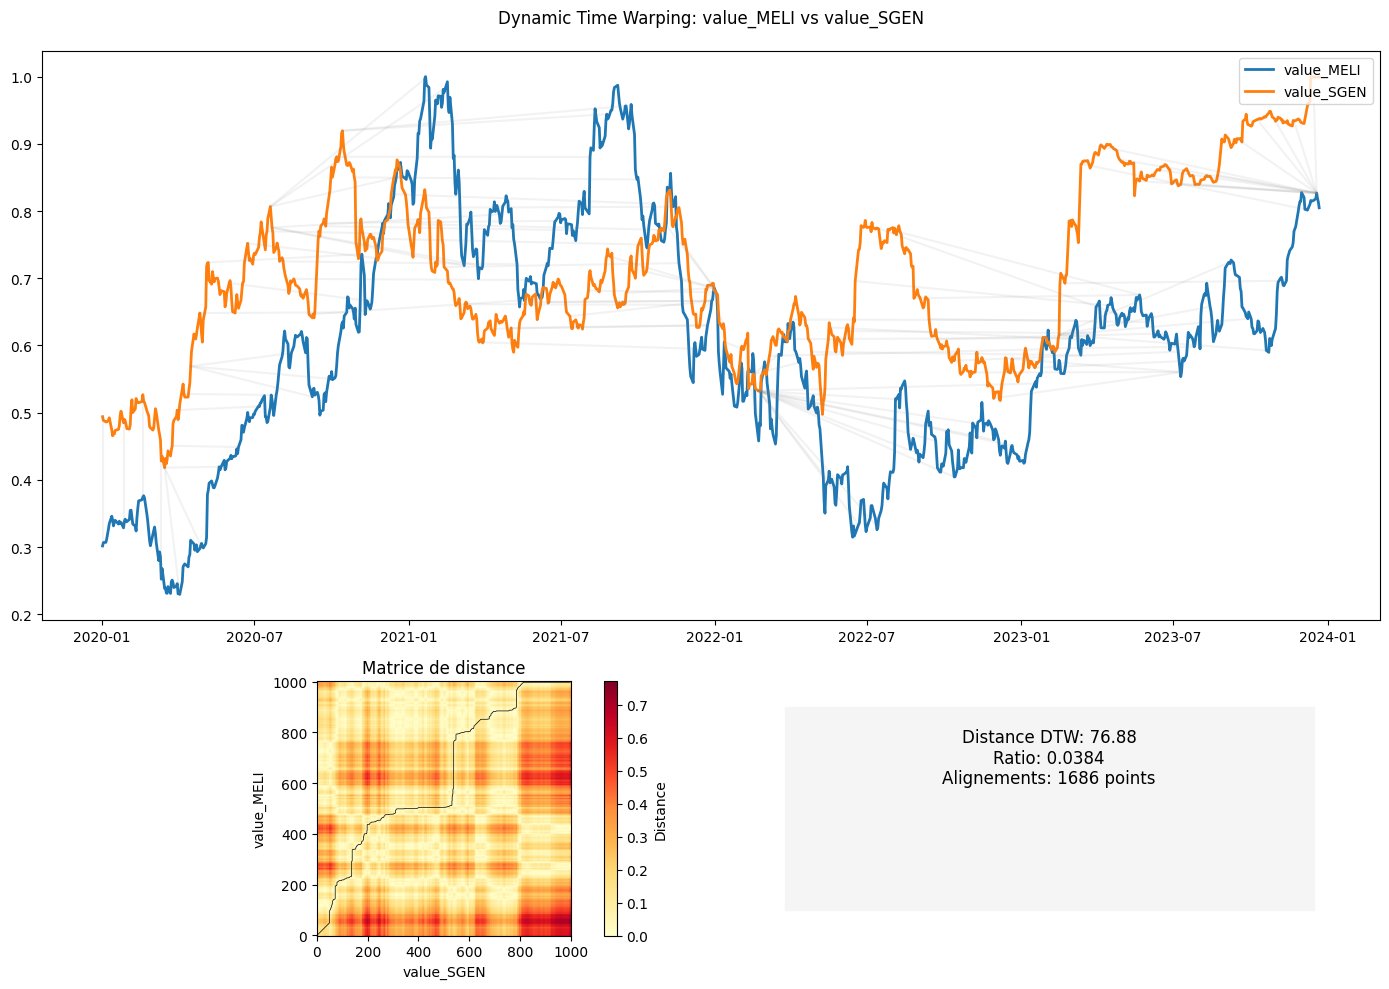 Dynamic Time Warping: value_MELI vs value_SGEN
value_MELI
value_SGEN
1.0
0.9
0.8
0.7
0.6
0.5
0.4
0.3
0.2
2020-01 2020-07 2021-01 2021-07 2022-01 2022-07 2023-01 2023-07 2024-01
Matrice de distance
1000
800
600
400
200
0
value_MELI
0 200 400 600 800 1000
value_SGEN
0.7
0.6
0.5
0.4
0.3
0.2
0.1
0.0
Distance
Distance DTW: 76.88
Ratio: 0.0384
Alignements: 1686 points